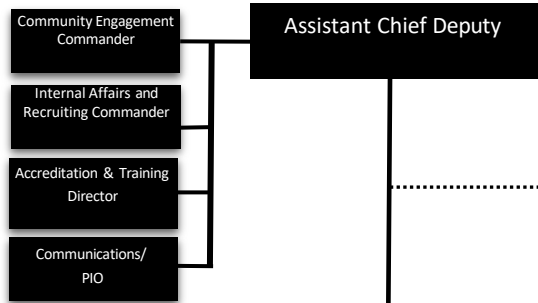 Community Engagement
Commander
Assistant Chief Deputy
Internal Affairs and
Recruiting Commander
Accreditation & Training
Director
Communications/
PIO